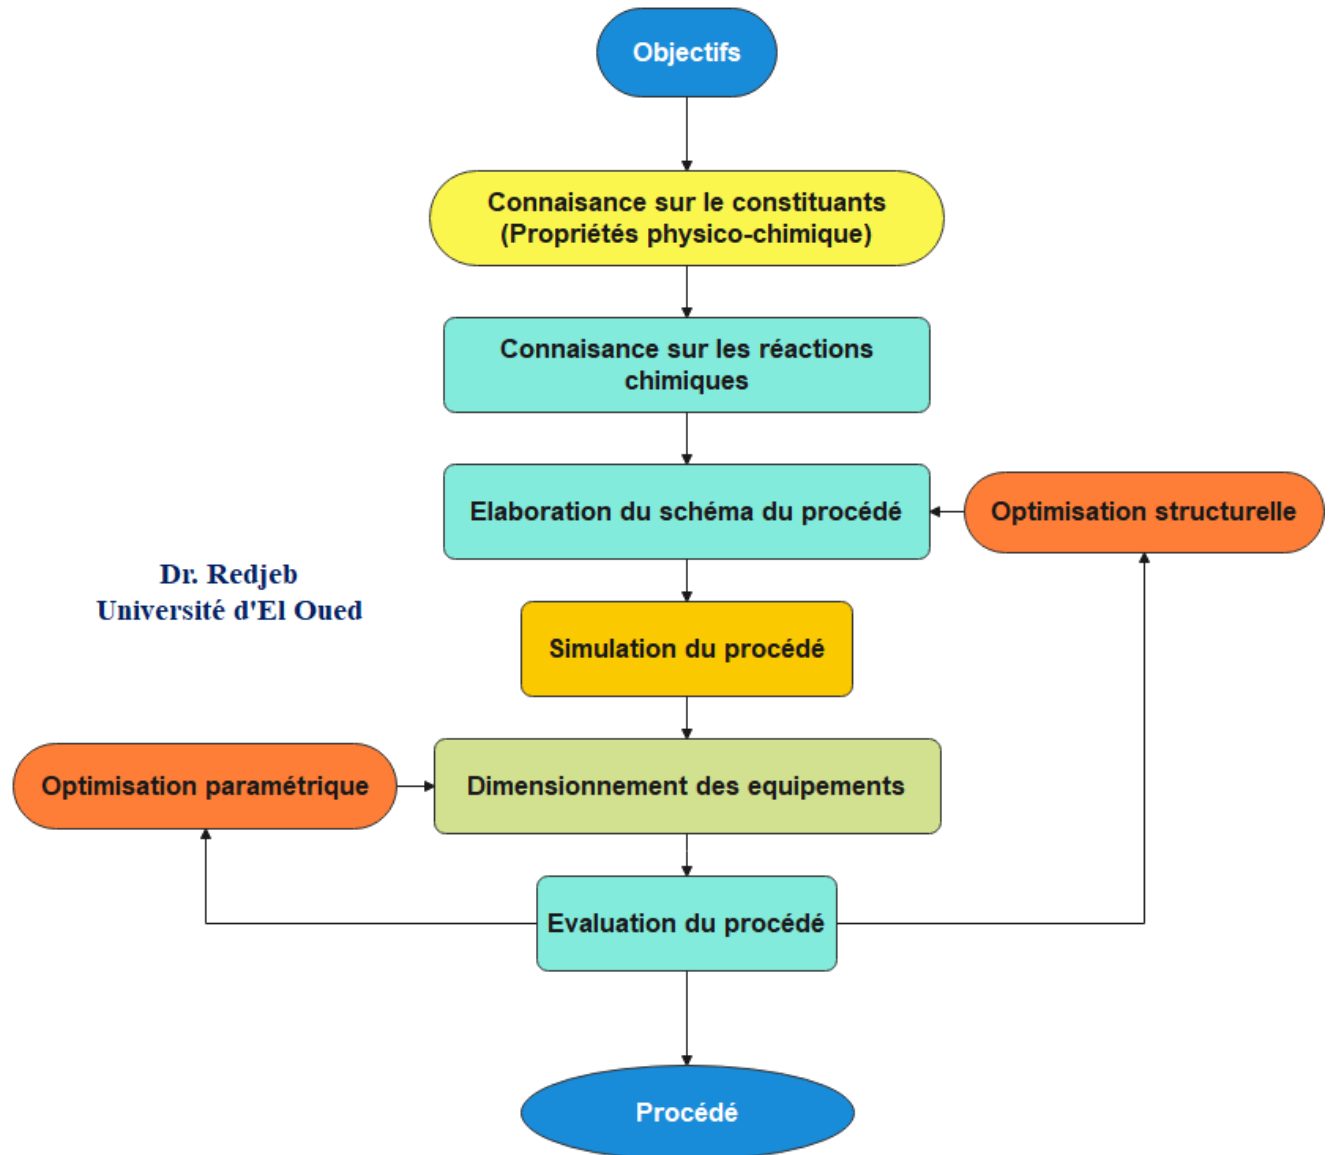 Objectifs
Connaisance sur le constituants
(Propriétés physico-chimique)
Connaisance sur les réactions
chimiques
Elaboration du schéma du procédé
Optimisation structurelle
Dr. Redjeb
Université d'El Oued
Simulation du procédé
Optimisation paramétrique
Dimensionnement des equipements
Evaluation du procédé
Procédé